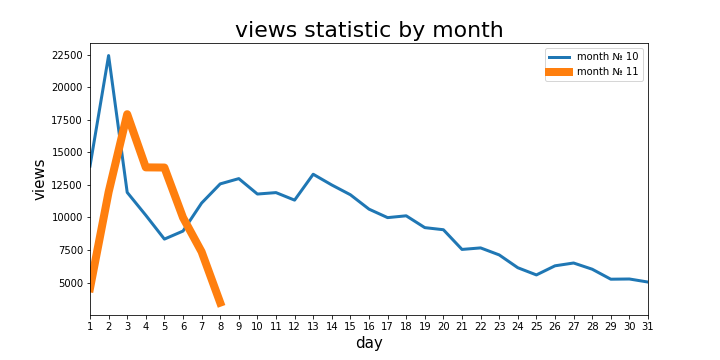 views statistic by month
month № 10
month № 11
22500
20000
17500
15000
12500
10000
7500
5000
views
1 2 3 4 5 6 7 8 9 10 11 12 13 14 15 16 17 18 19 20 21 22 23 24 25 26 27 28 29 30 31
day